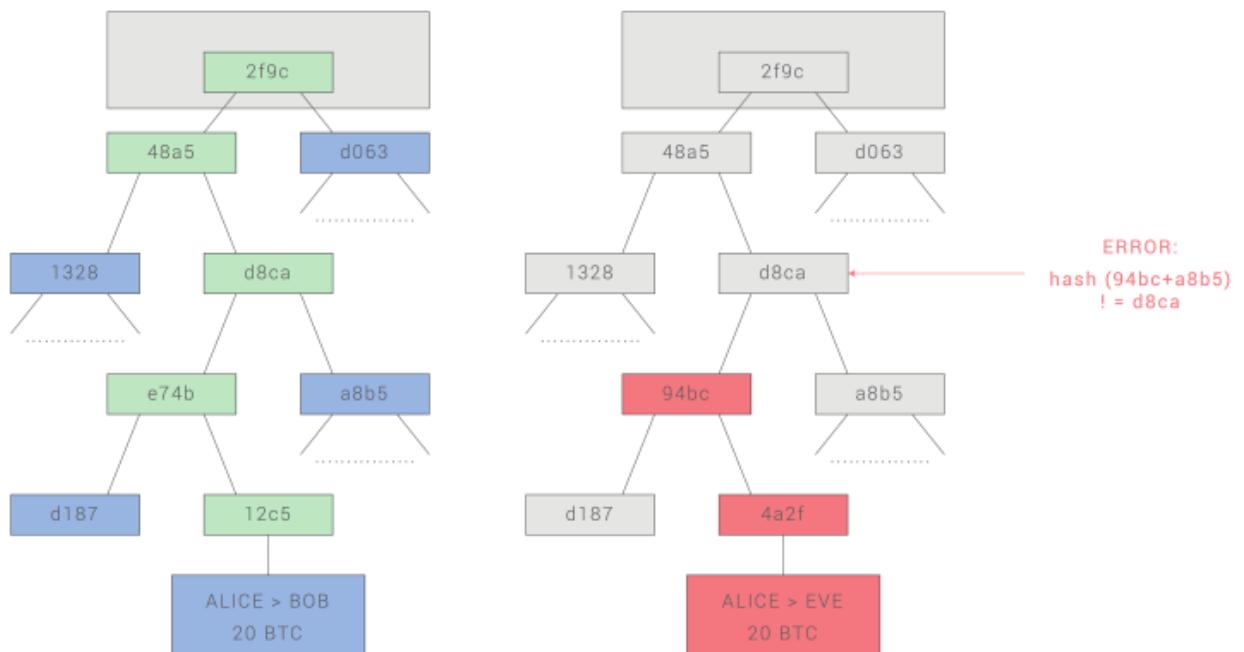 2f9c
2f9c
48a5
d063
48a5
d063
1328
d8ca
1328
d8ca
ERROR:
hash (94bc+a8b5)
! = d8ca
e74b
a8b5
94bc
a8b5
d187
12c5
d187
4a2f
ALICE > BOB
20 BTC
ALICE > EVE
20 BTC